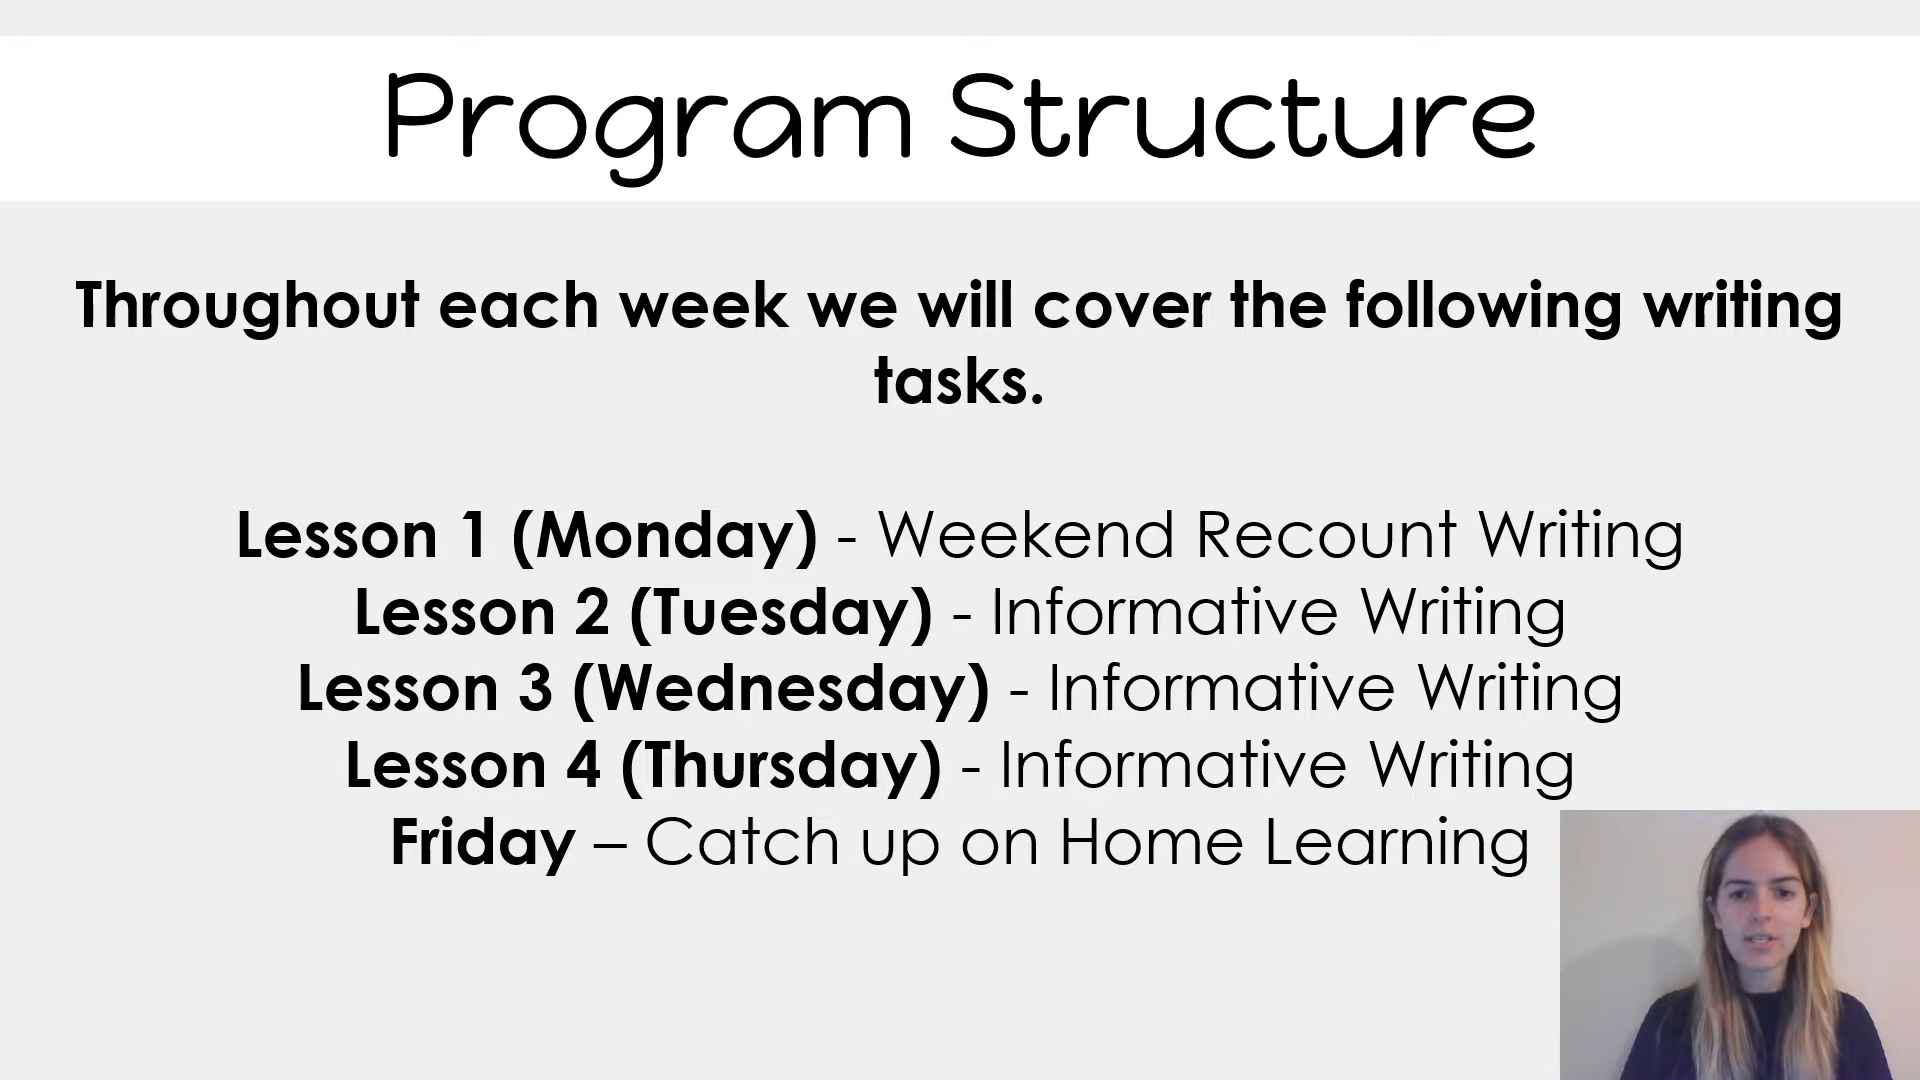 Program Structure
Throughout each week we will cover the following writing
tasks.
Lesson 1 (Monday) - Weekend Recount Writing
Lesson 2 (Tuesday) - Informative Writing
Lesson 3 (Wednesday) - Informative Writing
Lesson 4 (Thursday) - Informative Writing
Friday – Catch up on Home Learning